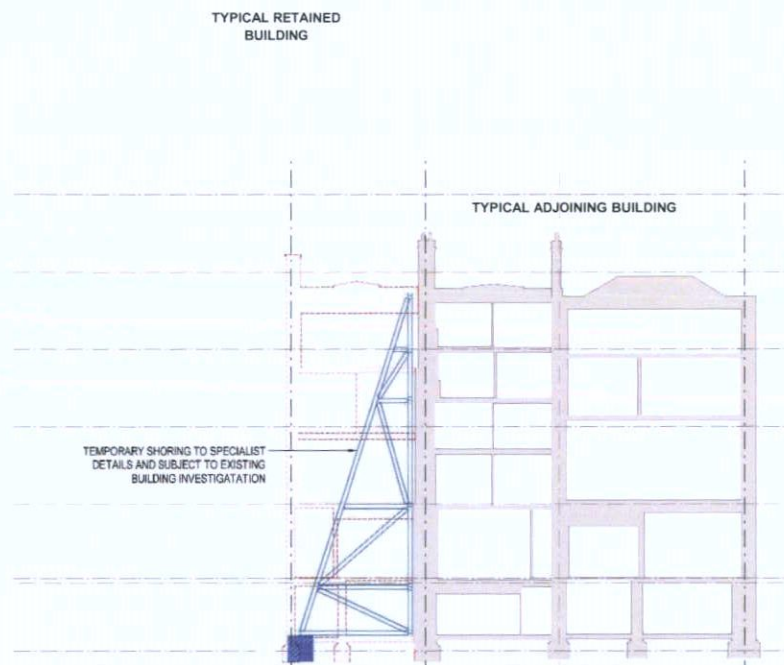 TYPICAL RETAINED
BUILDING
TYPICAL ADJOINING BUILDING
TEMPORARY SHORING TO SPECIALIST
DETAILS AND SUBJECT TO EXISTING
BUILDING INVESTIGATATION